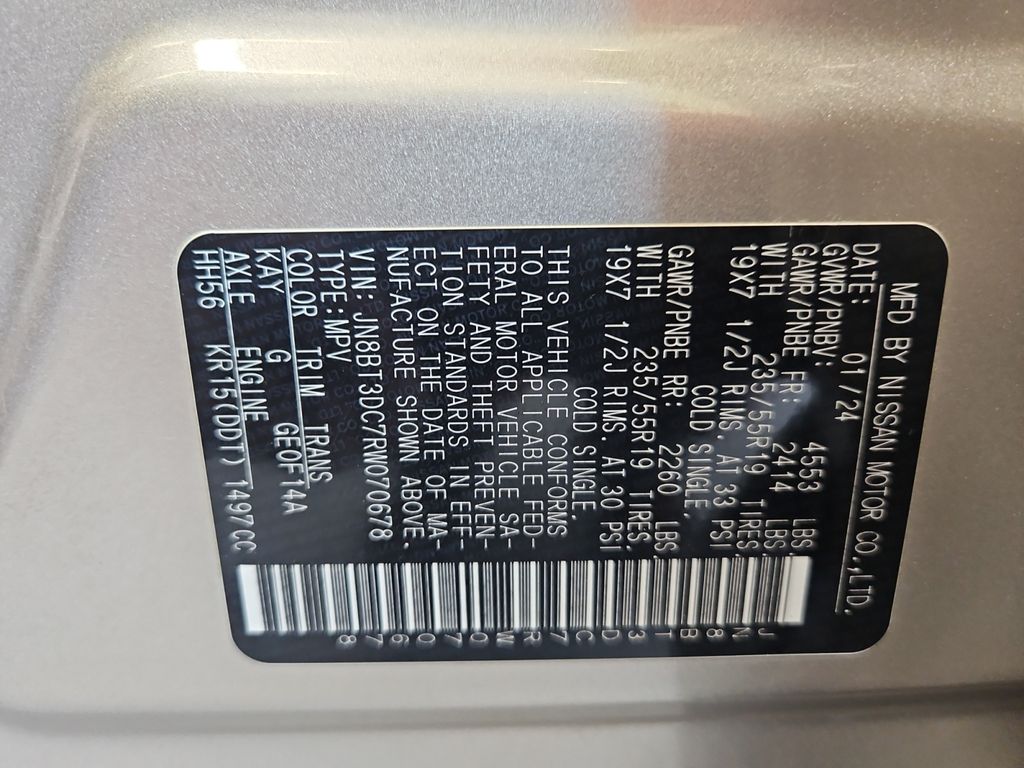 MFD BY NISSAN MOTOR CO.,LTD.
DATE: 01/24
GVWR/PNBV: 4553 LBS
GAWR/PNBE FR: 2414 LBS
WITH 235/55R19 TIRES
19X7 1/2J RIMS. AT 33 PSI
COLD SINGLE
GAWR/PNBE RR: 2260 LBS
WITH 235/55R19 TIRES,
19X7 1/2J RIMS. AT 30 PSI
COLD SINGLE.
THIS VEHICLE CONFORMS
TO ALL APPLICABLE FED-
ERAL MOTOR VEHICLE SA-
FETY AND THEFT PREVEN-
TION STANDARDS IN EFF-
ECT ON THE DATE OF MA-
NUFACTURE SHOWN ABOVE.
VIN: JN8BT3DC7RW070678
TYPE:MPV
COLOR TRIM TRANS
KAY G GE0F14A
AXLE ENGINE
HH56 KR15(DDT) 1497CC
JN8BT3DC7RW070678